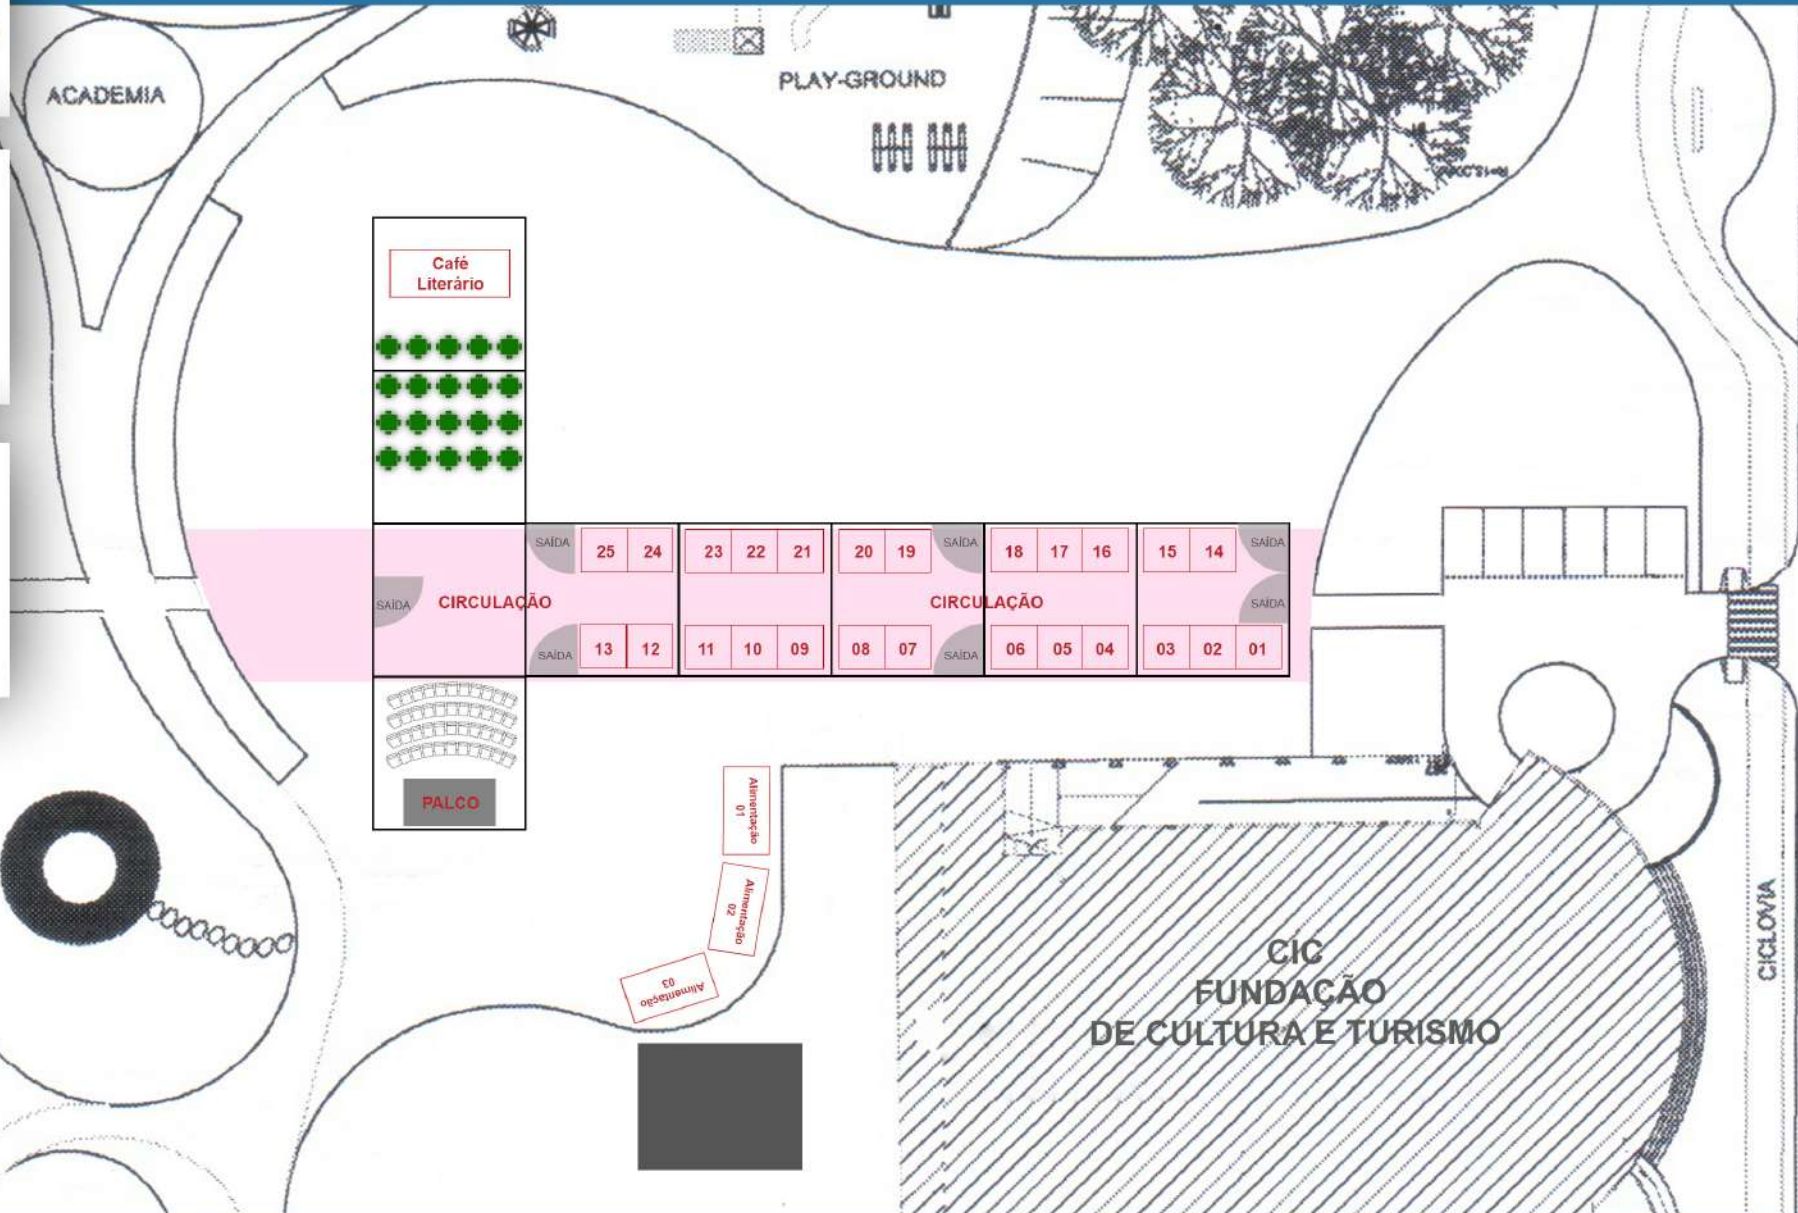 ACADEMIA
PLAY-GROUND
Café
Literário
SAÍDA
25
24
23
22
21
20
19
SAÍDA
18
17
16
15
14
SAÍDA
SAÍDA
CIRCULAÇÃO
CIRCULAÇÃO
SAÍDA
SAÍDA
13
12
11
10
09
08
07
SAÍDA
06
05
04
03
02
01
PALCO
Alimentação
01
Alimentação
02
Alimentação
03
CIC
FUNDAÇÃO
DE CULTURA E TURISMO
CICLOVIA